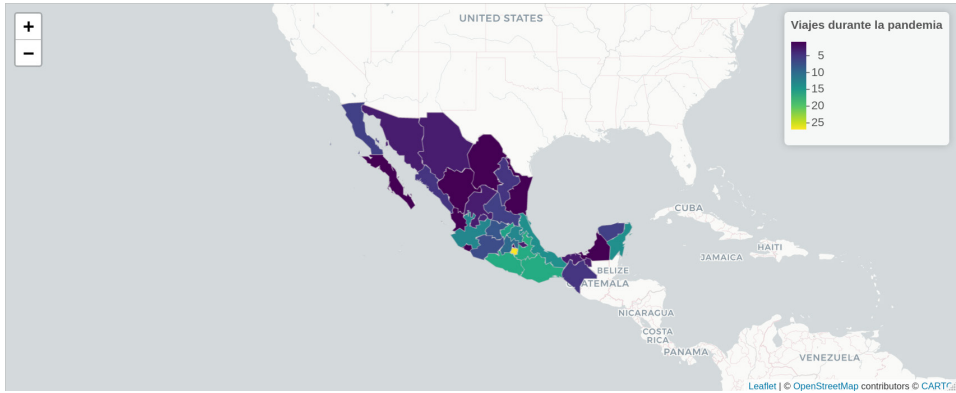 +
−
UNITED STATES
CUBA
HAITI
JAMAICA
BELIZE
ATEMALA
NICARAGUA
COSTA
RICA
PANAMA
VENEZUELA
Viajes durante la pandemia
5
10
15
20
25
Leaflet | © OpenStreetMap contributors © CARTO